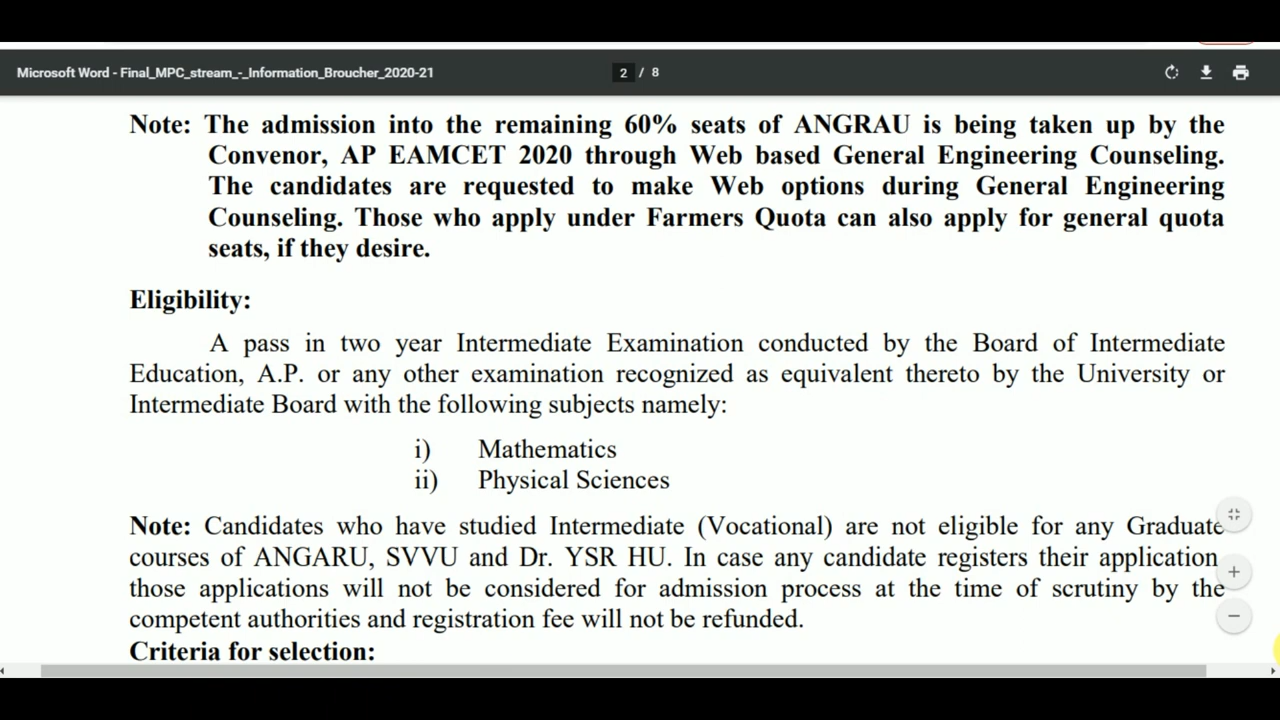 Microsoft Word - Final_MPC_stream_-_Information_Broucher_2020-21
2 / 8
Note: The admission into the remaining 60% seats of ANGRAU is being taken up by the
Convenor, AP EAMCET 2020 through Web based General Engineering Counseling.
The candidates are requested to make Web options during General Engineering
Counseling. Those who apply under Farmers Quota can also apply for general quota
seats, if they desire.
Eligibility:
A pass in two year Intermediate Examination conducted by the Board of Intermediate
Education, A.P. or any other examination recognized as equivalent thereto by the University or
Intermediate Board with the following subjects namely:
i) Mathematics
ii) Physical Sciences
Note: Candidates who have studied Intermediate (Vocational) are not eligible for any Graduate
courses of ANGARU, SVVU and Dr. YSR HU. In case any candidate registers their application
those applications will not be considered for admission process at the time of scrutiny by the
competent authorities and registration fee will not be refunded.
Criteria for selection: